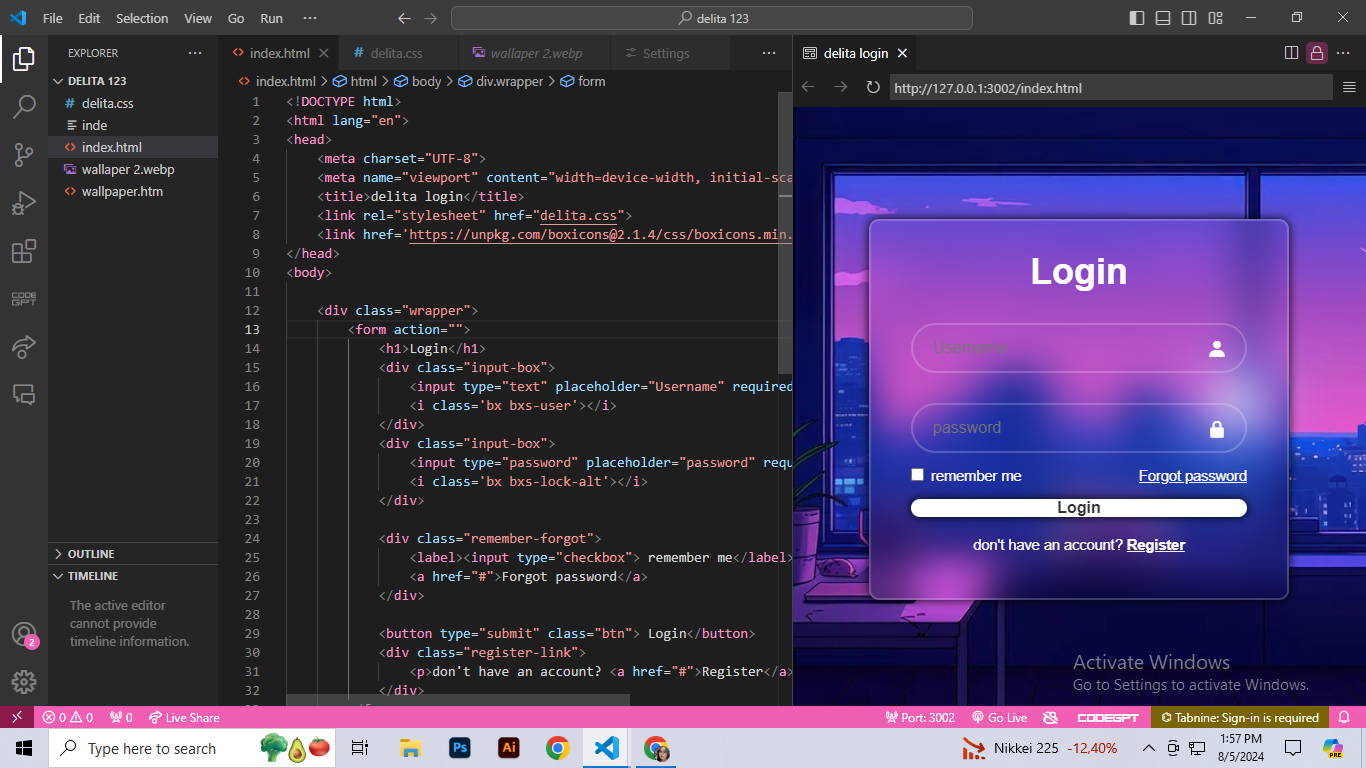 File Edit Selection View Go Run ··· delita 123
EXPLORER ···
DELITA 123
delita.css
inde
index.html
wallaper 2.webp
wallpaper.htm
OUTLINE
TIMELINE
The active editor
cannot provide
timeline information.
index.html delita.css wallaper 2.webp Settings ···
index.html > html > body > div.wrapper > form
1 <!DOCTYPE html>
2 <html lang="en">
3 <head>
4 <meta charset="UTF-8">
5 <meta name="viewport" content="width=device-width, initial-sca
6 <title>delita login</title>
7 <link rel="stylesheet" href="delita.css">
8 <link href='https://unpkg.com/boxicons@2.1.4/css/boxicons.min.
9 </head>
10 <body>
11
12 <div class="wrapper">
13 <form action="">
14 <h1>Login</h1>
15 <div class="input-box">
16 <input type="text" placeholder="Username" required
17 <i class='bx bxs-user'></i>
18 </div>
19 <div class="input-box">
20 <input type="password" placeholder="password" requ
21 <i class='bx bxs-lock-alt'></i>
22 </div>
23
24 <div class="remember-forgot">
25 <label><input type="checkbox"> remember me</label>
26 <a href="#">Forgot password</a>
27 </div>
28
29 <button type="submit" class="btn"> Login</button>
30 <div class="register-link">
31 <p>don't have an account? <a href="#">Register</a>
32 </div>
delita login
http://127.0.0.1:3002/index.html
Login
Username
password
remember me Forgot password
Login
don't have an account? Register
Activate Windows
Go to Settings to activate Windows.
CODE
GPT
2
0 0 0 Live Share Port: 3002 Go Live CODEGPT Tabnine: Sign-in is required
Type here to search Ps Ai Nikkei 225 -12,40% 1:57 PM
8/5/2024
PRE